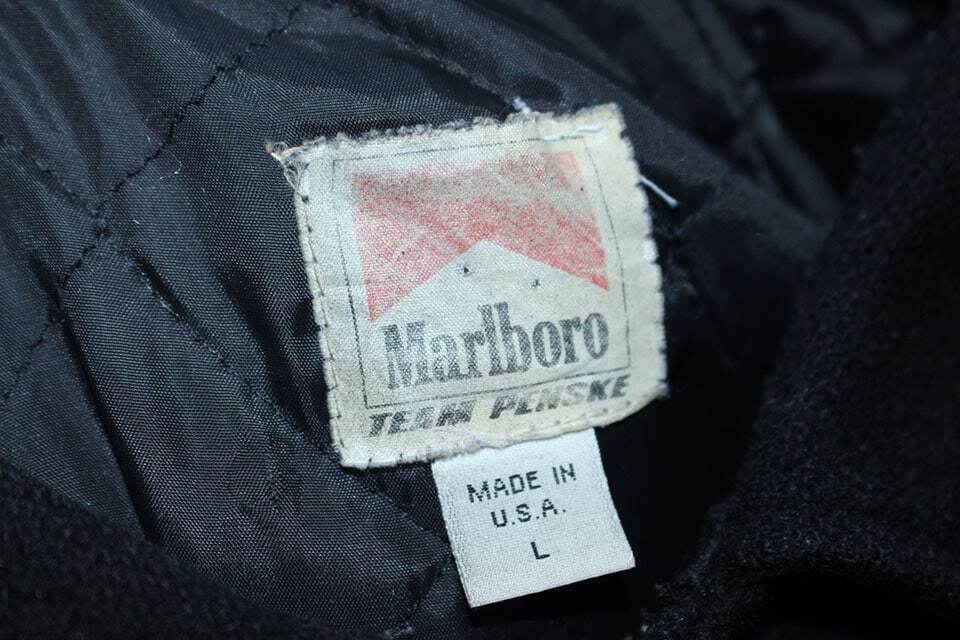 Marlboro
TEAM PENSKE
MADE IN
U.S.A.
L